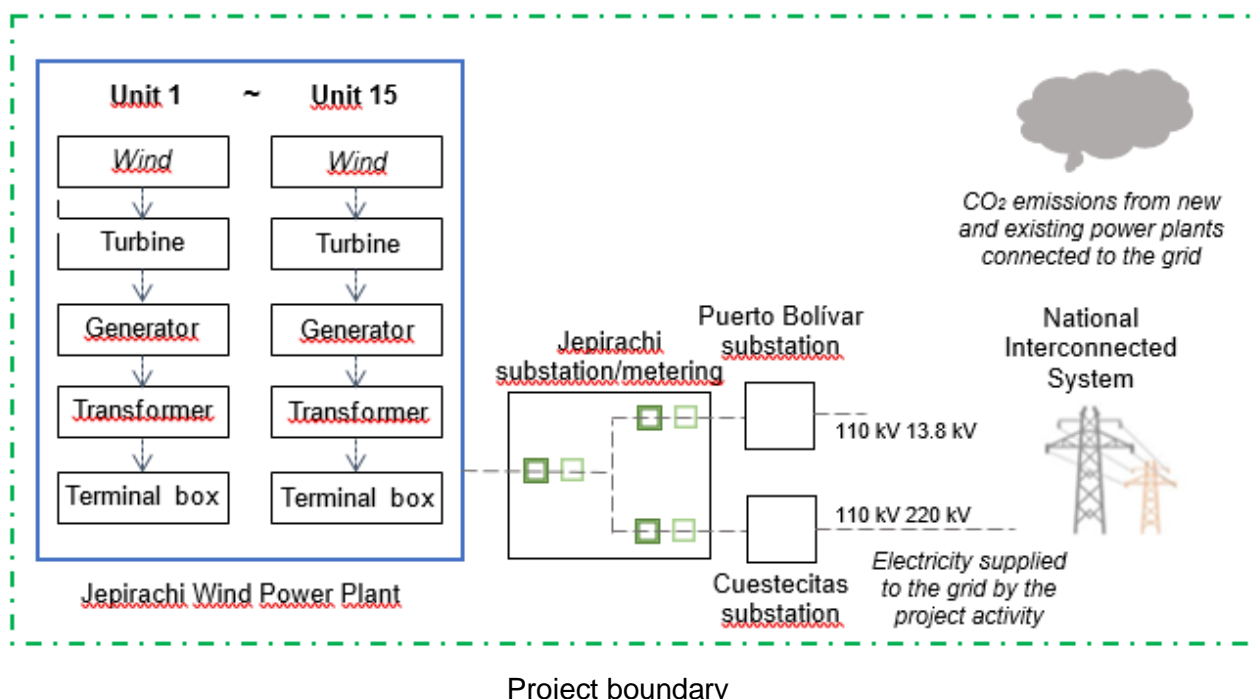 Unit 1 ~ Unit 15
Wind
Wind
Turbine
Turbine
Generator
Generator
Transformer
Transformer
Terminal box
Terminal box
Jepirachi Wind Power Plant
Jepirachi
substation/metering
Puerto Bolívar
substation
110 kV 13.8 kV
Cuestecitas
substation
110 kV 220 kV
Electricity supplied
to the grid by the
project activity
CO₂ emissions from new
and existing power plants
connected to the grid
National
Interconnected
System
Project boundary